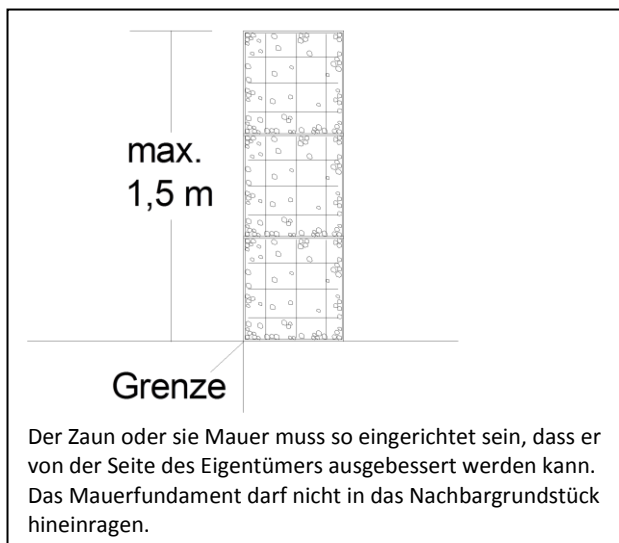 max.
1,5 m
Grenze
Der Zaun oder sie Mauer muss so eingerichtet sein, dass er
von der Seite des Eigentümers ausgebessert werden kann.
Das Mauerfundament darf nicht in das Nachbargrundstück
hineinragen.